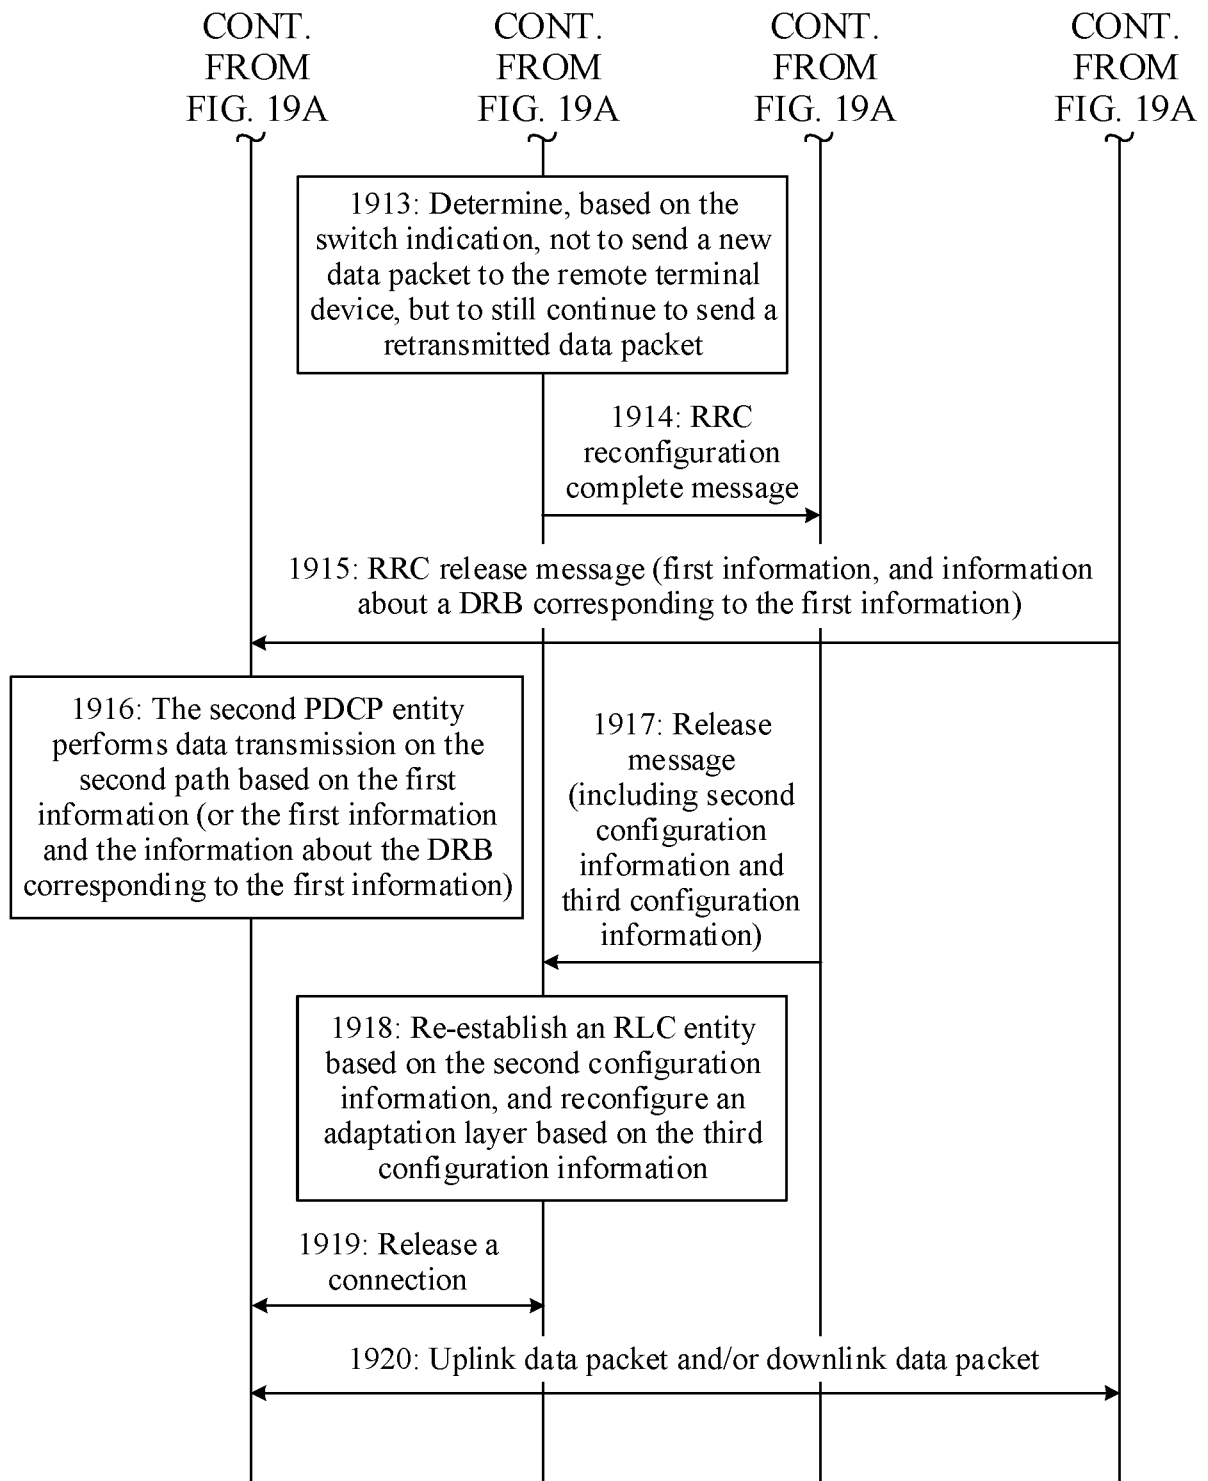 CONT.
FROM
FIG. 19A
CONT.
FROM
FIG. 19A
CONT.
FROM
FIG. 19A
CONT.
FROM
FIG. 19A
1913: Determine, based on the
switch indication, not to send a new
data packet to the remote terminal
device, but to still continue to send a
retransmitted data packet
1914: RRC
reconfiguration
complete message
1915: RRC release message (first information, and information
about a DRB corresponding to the first information)
1916: The second PDCP entity
performs data transmission on the
second path based on the first
information (or the first information
and the information about the DRB
corresponding to the first information)
1917: Release
message
(including second
configuration
information and
third configuration
information)
1918: Re-establish an RLC entity
based on the second configuration
information, and reconfigure an
adaptation layer based on the third
configuration information
1919: Release a
connection
1920: Uplink data packet and/or downlink data packet